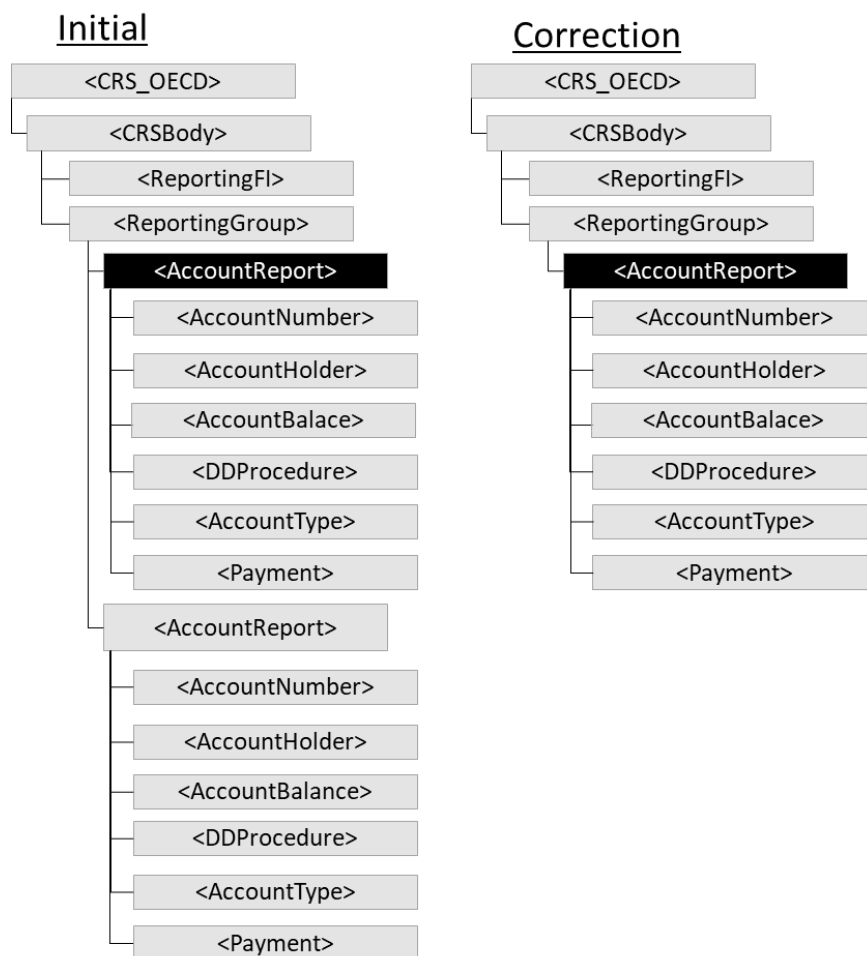 Initial
<CRS_OECD>
<CRSBody>
<ReportingFI>
<ReportingGroup>
<AccountReport>
<AccountNumber>
<AccountHolder>
<AccountBalace>
<DDProcedure>
<AccountType>
<Payment>
<AccountReport>
<AccountNumber>
<AccountHolder>
<AccountBalance>
<DDProcedure>
<AccountType>
<Payment>
Correction
<CRS_OECD>
<CRSBody>
<ReportingFI>
<ReportingGroup>
<AccountReport>
<AccountNumber>
<AccountHolder>
<AccountBalace>
<DDProcedure>
<AccountType>
<Payment>